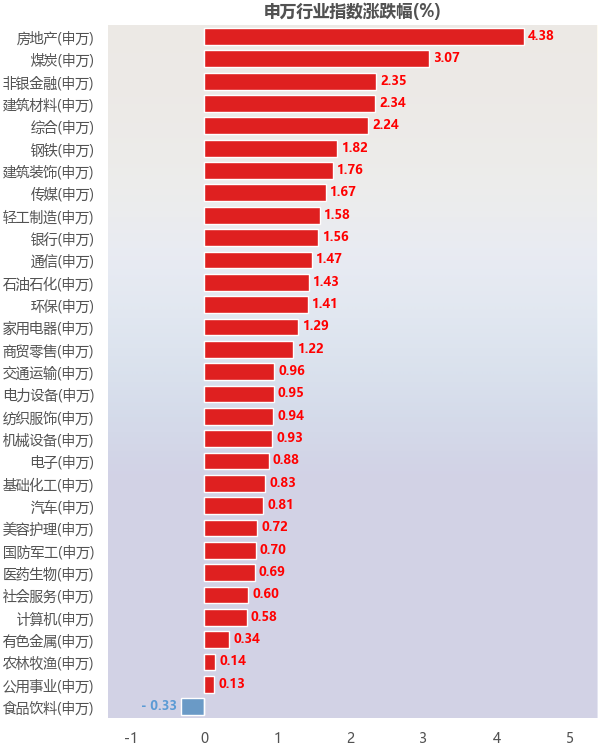 申万行业指数涨跌幅(%)
房地产(申万) 4.38
煤炭(申万) 3.07
非银金融(申万) 2.35
建筑材料(申万) 2.34
综合(申万) 2.24
钢铁(申万) 1.82
建筑装饰(申万) 1.76
传媒(申万) 1.67
轻工制造(申万) 1.58
银行(申万) 1.56
通信(申万) 1.47
石油石化(申万) 1.43
环保(申万) 1.41
家用电器(申万) 1.29
商贸零售(申万) 1.22
交通运输(申万) 0.96
电力设备(申万) 0.95
纺织服饰(申万) 0.94
机械设备(申万) 0.93
电子(申万) 0.88
基础化工(申万) 0.83
汽车(申万) 0.81
美容护理(申万) 0.72
国防军工(申万) 0.70
医药生物(申万) 0.69
社会服务(申万) 0.60
计算机(申万) 0.58
有色金属(申万) 0.34
农林牧渔(申万) 0.14
公用事业(申万) 0.13
食品饮料(申万) - 0.33
-1 0 1 2 3 4 5